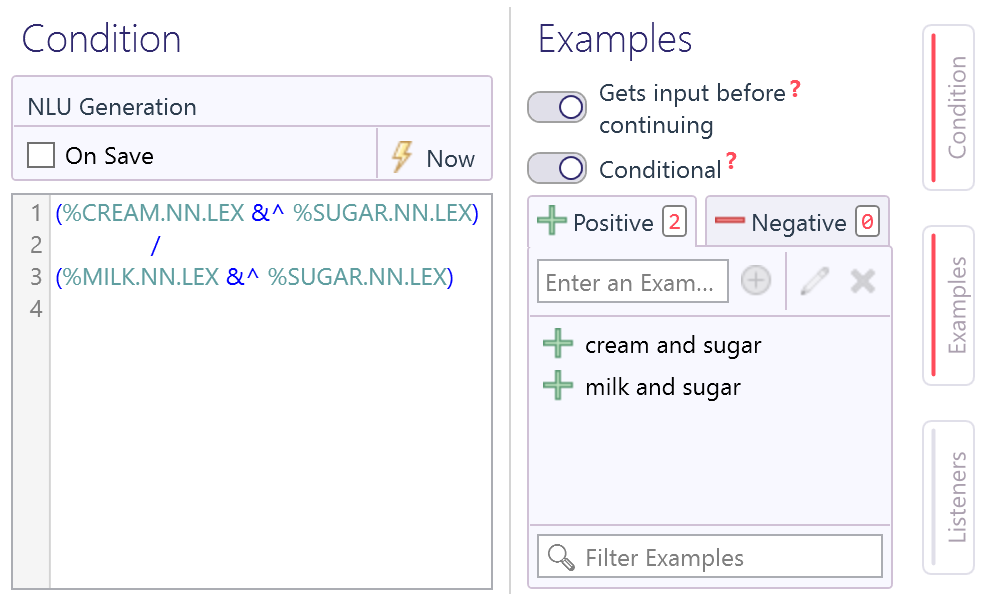 Condition
NLU Generation
On Save
Now
1 (%CREAM.NN.LEX &^ %SUGAR.NN.LEX)
2 /
3 (%MILK.NN.LEX &^ %SUGAR.NN.LEX)
4
Examples
Gets input before?
continuing
Conditional?
Positive 2
Negative 0
Enter an Exam...
cream and sugar
milk and sugar
Filter Examples
Condition
Examples
Listeners